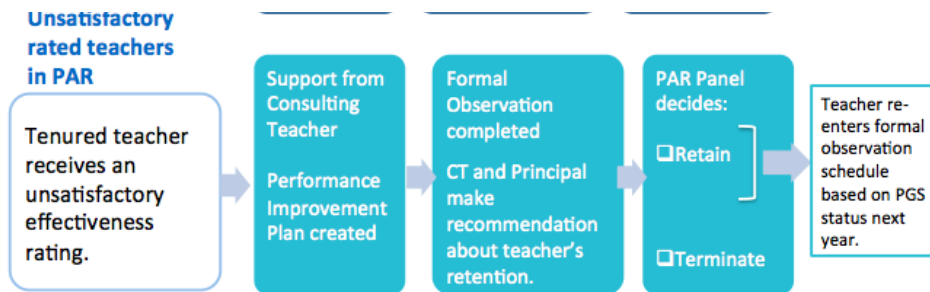 Unsatisfactory
rated teachers
in PAR
Tenured teacher
receives an
unsatisfactory
effectiveness
rating.
Support from
Consulting
Teacher
Performance
Improvement
Plan created
Formal
Observation
completed
CT and Principal
make
recommendation
about teacher's
retention.
PAR Panel
decides:
❑Retain
❑Terminate
Teacher re-
enters formal
observation
schedule
based on PGS
status next
year.